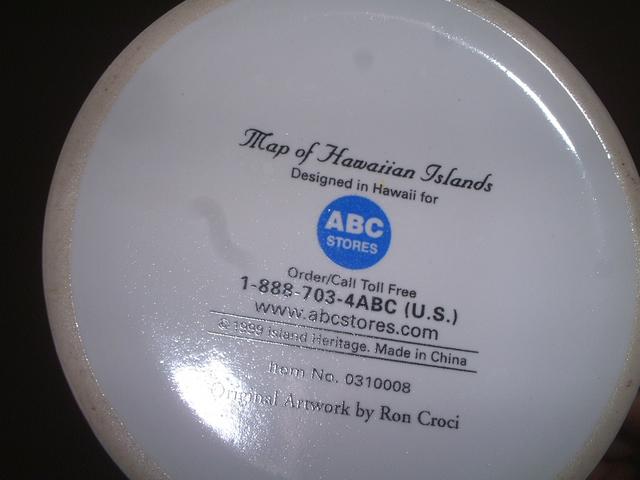 Map of Hawaiian Islands
Designed in Hawaii for
ABC
STORES
Order/Call Toll Free
1-888-703-4ABC (U.S.)
www.abcstores.com
© 1999 Island Heritage. Made in China
Item No. 0310008
Original Artwork by Ron Croci